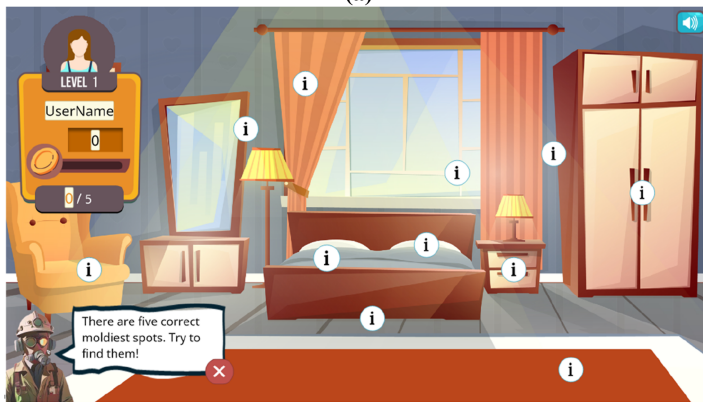 LEVEL 1
UserName
0
0 / 5
i
i
i
i
i
i
i
i
i
i
i
There are five correct
moldiest spots. Try to
find them!